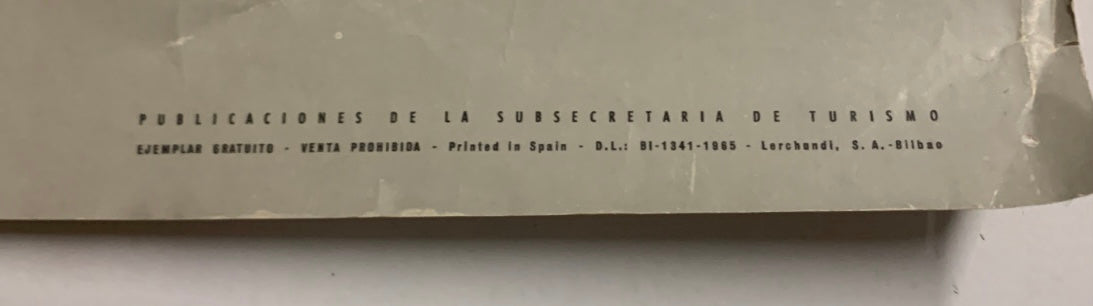 PUBLICACIONES DE LA SUBSECRETARIA DE TURISMO
EJEMPLAR GRATUITO - VENTA PROHIBIDA - Printed in Spain - D.L.: BI-1341-1965 - Lerchundi, S. A.-Bilbao